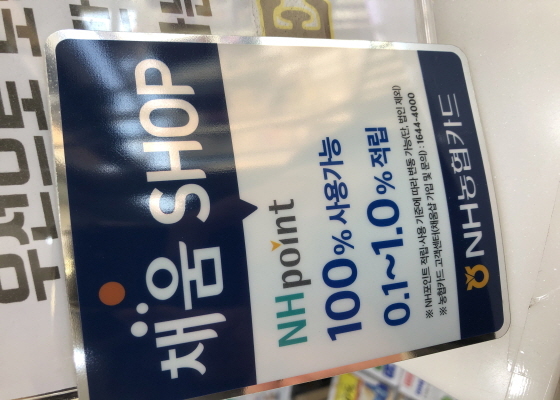 채움 SHOP
NHpoint
100% 사용가능
0.1~1.0% 적립
※ NH포인트 적립·사용 기준에 따라 변동 가능(단, 법인 제외)
※ 농협카드 고객센터(채움샵 가입 및 문의) : 1644-4000
NH농협카드